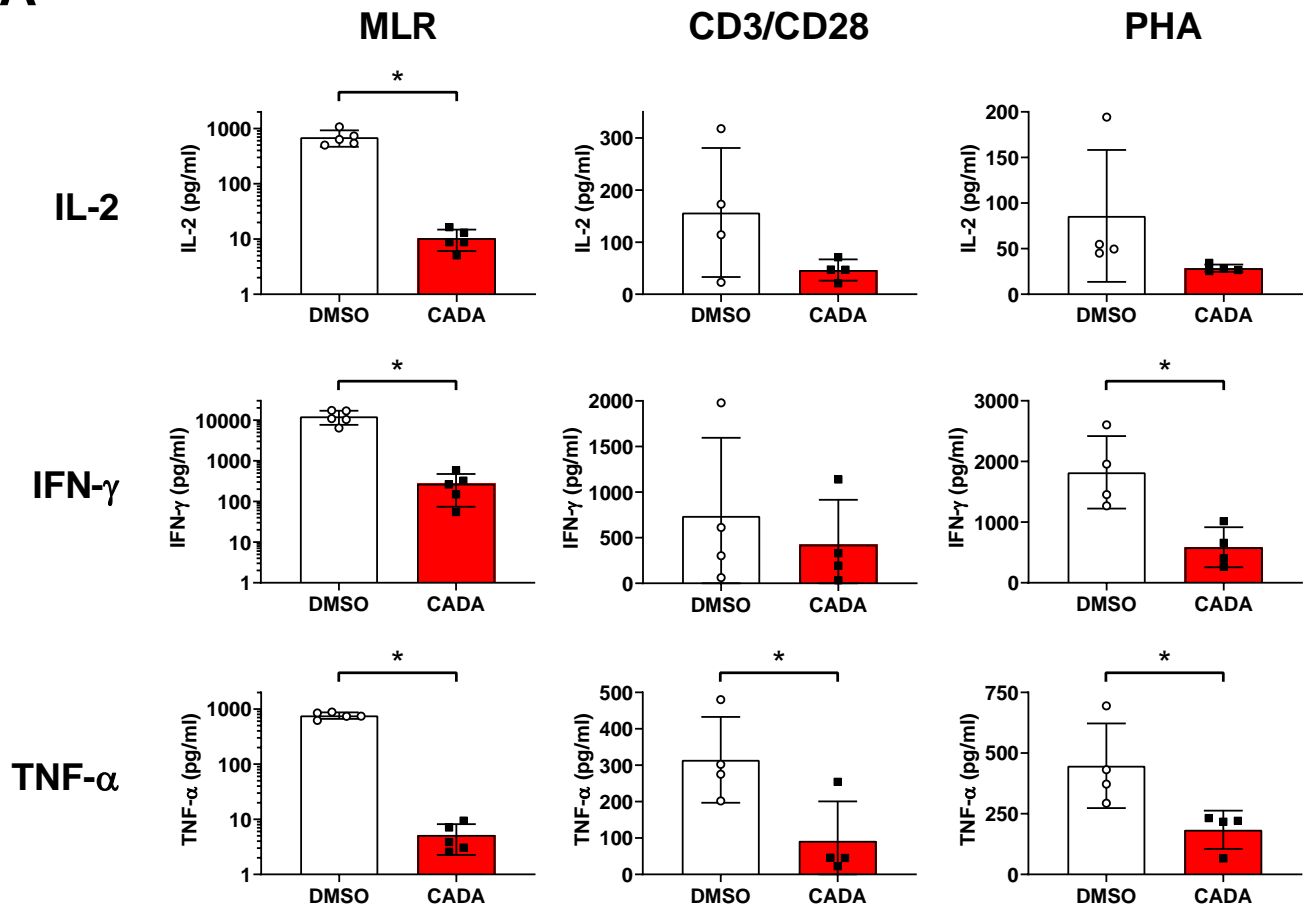 A
MLR CD3/CD28 PHA
IL-2
*
IL-2 (pg/ml)
1000
100
10
1
DMSO CADA
IL-2 (pg/ml)
300
200
100
0
DMSO CADA
IL-2 (pg/ml)
200
150
100
50
0
DMSO CADA
IFN-γ
*
IFN-γ (pg/ml)
10000
1000
100
10
1
DMSO CADA
IFN-γ (pg/ml)
2000
1500
1000
500
0
DMSO CADA
*
IFN-γ (pg/ml)
3000
2000
1000
0
DMSO CADA
TNF-α
*
TNF-α (pg/ml)
1000
100
10
1
DMSO CADA
*
TNF-α (pg/ml)
500
400
300
200
100
0
DMSO CADA
*
TNF-α (pg/ml)
750
500
250
0
DMSO CADA